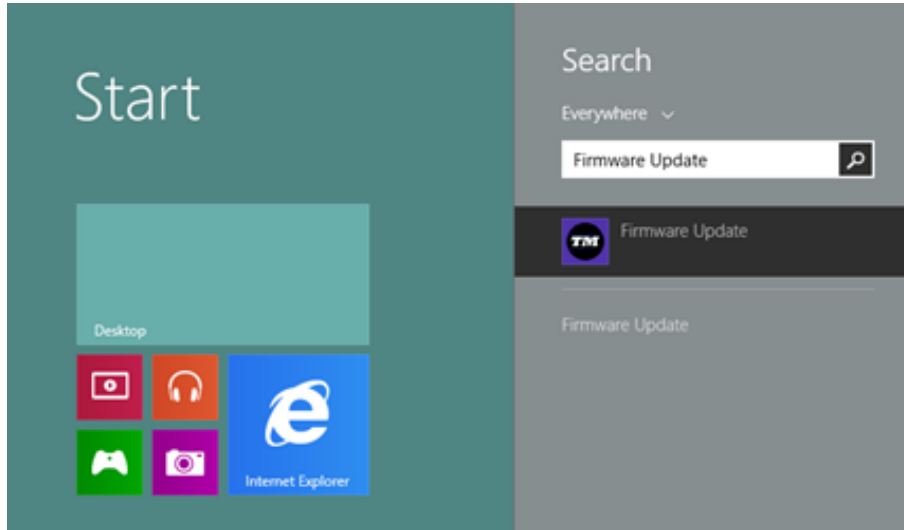 Start
Desktop
Internet Explorer
Search
Everywhere
Firmware Update
TM Firmware Update
Firmware Update